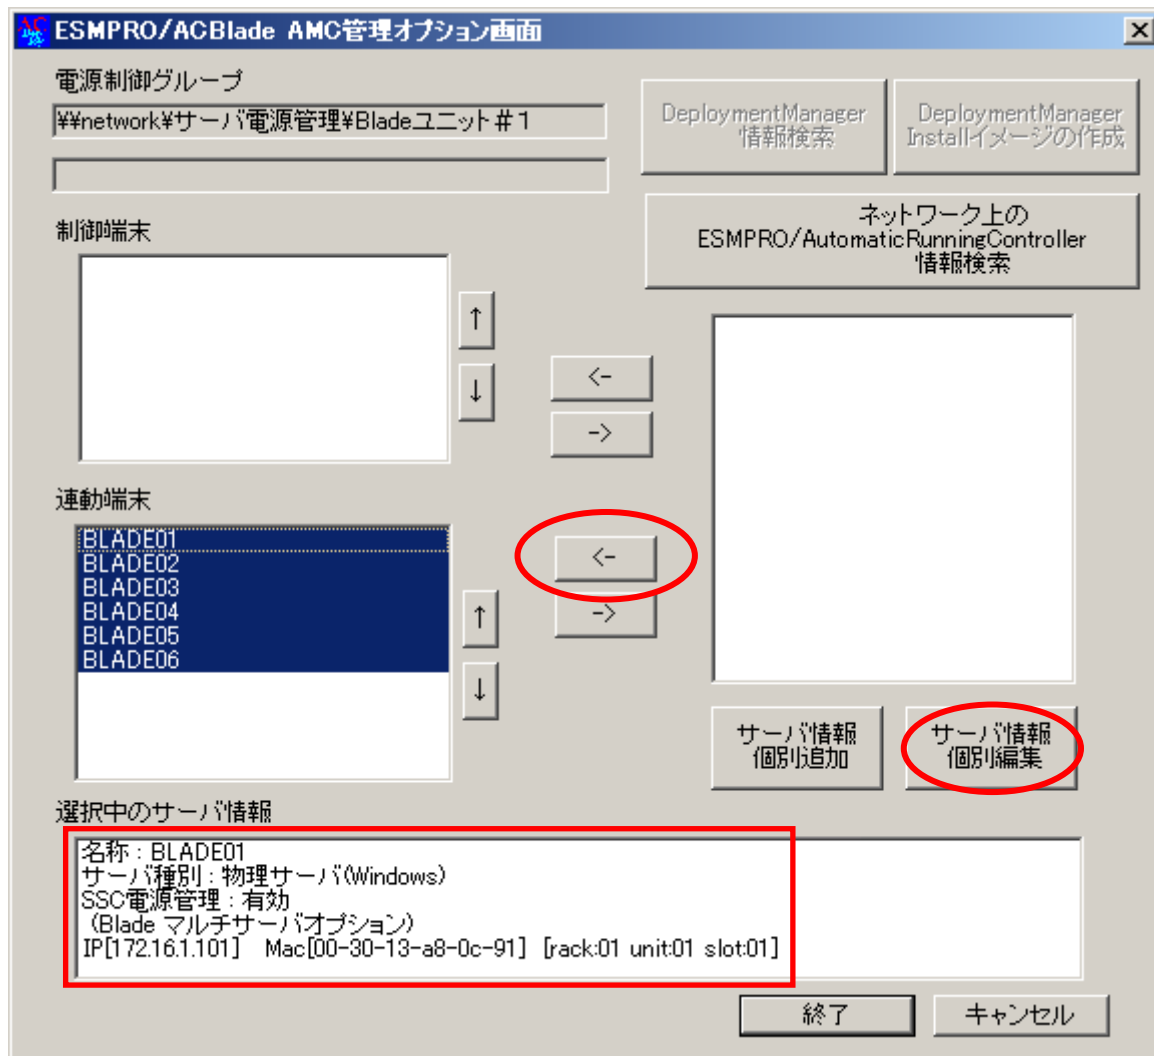 ESMPRO/ACBlade AMC管理オプション画面
電源制御グループ
¥¥network¥サーバ電源管理¥Bladeユニット＃１
DeploymentManager
情報検索
DeploymentManager
Installイメージの作成
ネットワーク上の
ESMPRO/AutomaticRunningController
情報検索
制御端末
↑
↓
<-
->
連動端末
BLADE01
BLADE02
BLADE03
BLADE04
BLADE05
BLADE06
↑
↓
<-
->
サーバ情報
個別追加
サーバ情報
個別編集
選択中のサーバ情報
名称：BLADE01
サーバ種別：物理サーバ(Windows)
SSC電源管理：有効
（Blade マルチサーバオプション）
IP[172.16.1.101] Mac[00-30-13-a8-0c-91] [rack:01 unit:01 slot:01]
終了
キャンセル